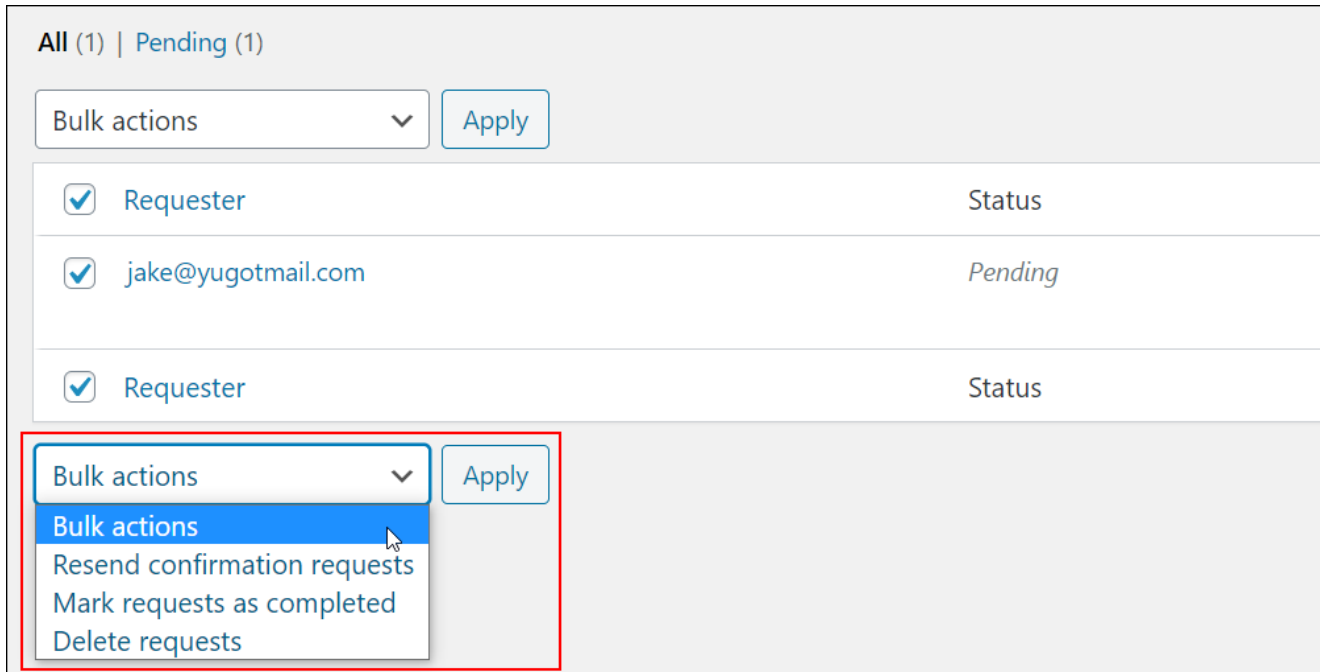 All (1) | Pending (1)
Bulk actions Apply
Requester Status
jake@yugotmail.com Pending
Requester Status
Bulk actions Apply
Bulk actions
Resend confirmation requests
Mark requests as completed
Delete requests